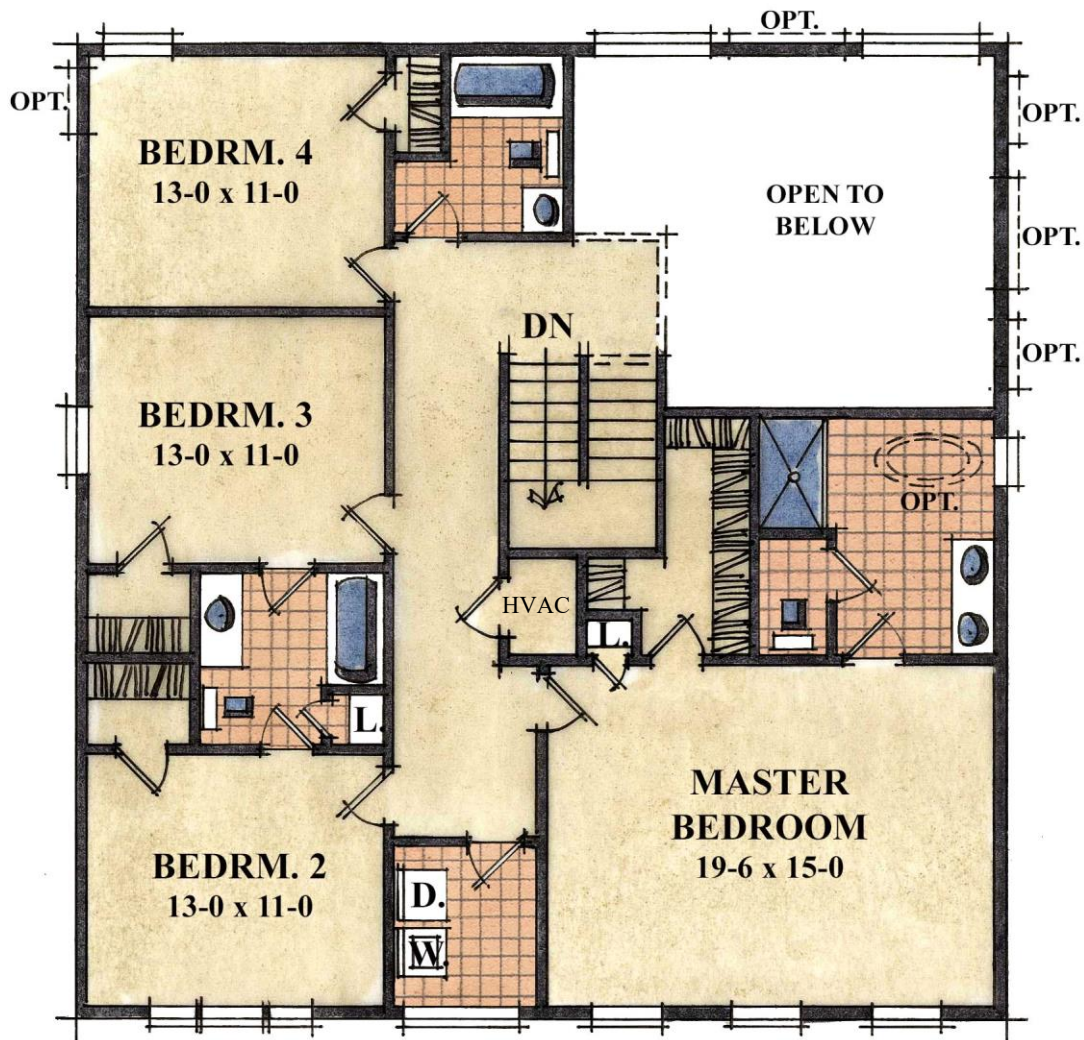 OPT.
OPT.
BEDRM. 4
13-0 x 11-0
OPT.
OPEN TO
BELOW
OPT.
DN
OPT.
BEDRM. 3
13-0 x 11-0
OPT.
HVAC
L.
L.
MASTER
BEDROOM
19-6 x 15-0
BEDRM. 2
13-0 x 11-0
D.
W.